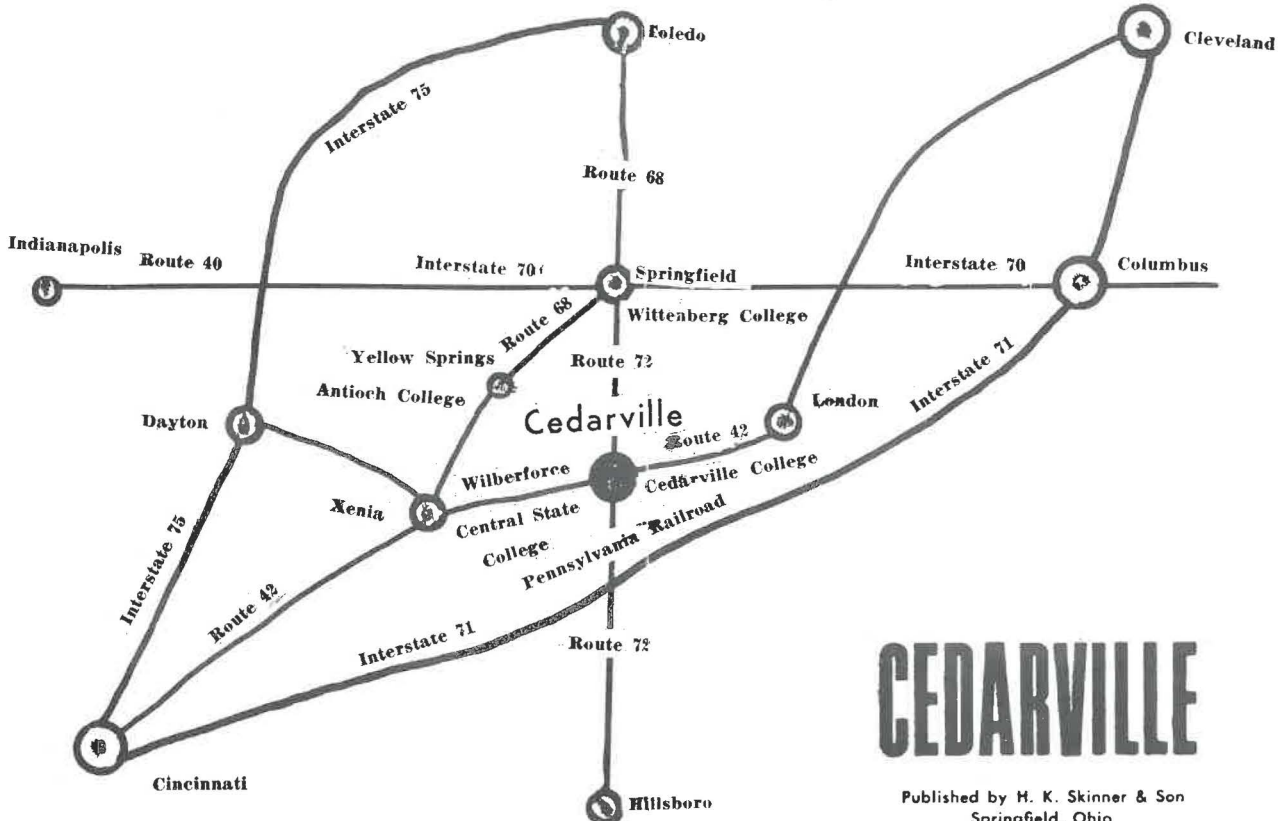 Toledo
Cleveland
Interstate 75
Route 68
Indianapolis
Route 40
Interstate 70
Springfield
Interstate 70
Columbus
Wittenberg College
Route 68
Yellow Springs
Route 72
Antioch College
Interstate 71
Dayton
Cedarville
London
Route 42
Wilberforce
Cedarville College
Xenia
Central State
College
Pennsylvania Railroad
Interstate 75
Route 42
Interstate 71
Route 72
CEDARVILLE
Cincinnati
Hillsboro
Published by H. K. Skinner & Son
Springfield, Ohio